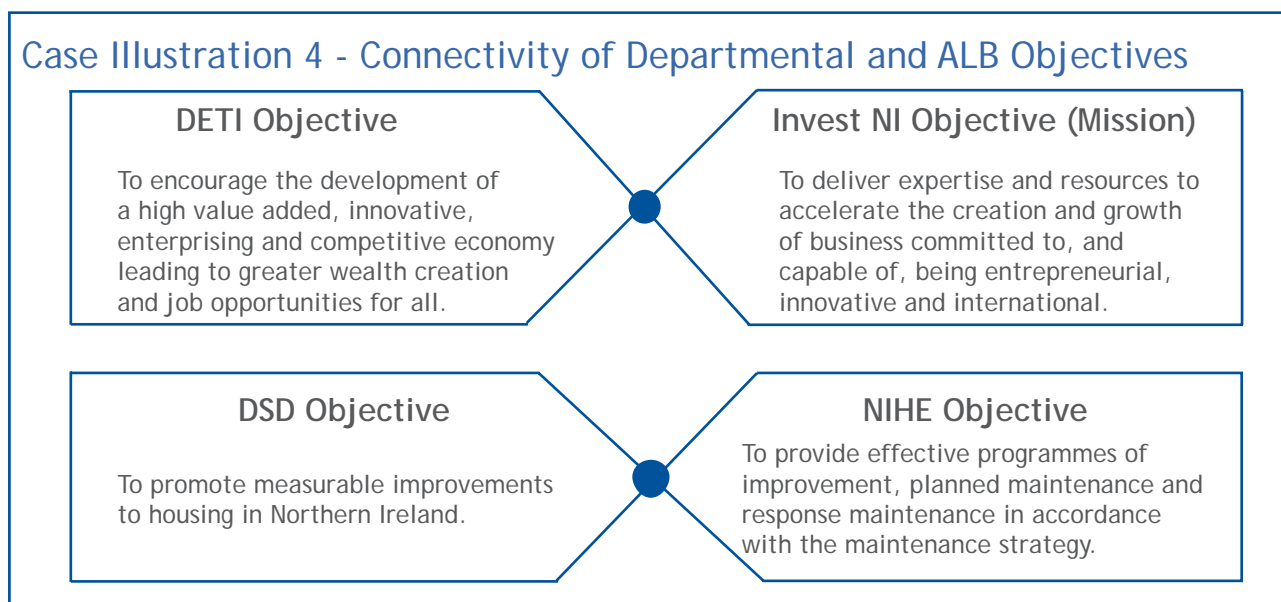 Case Illustration 4 - Connectivity of Departmental and ALB Objectives
DETI Objective
To encourage the development of
a high value added, innovative,
enterprising and competitive economy
leading to greater wealth creation
and job opportunities for all.
Invest NI Objective (Mission)
To deliver expertise and resources to
accelerate the creation and growth
of business committed to, and
capable of, being entrepreneurial,
innovative and international.
DSD Objective
To promote measurable improvements
to housing in Northern Ireland.
NIHE Objective
To provide effective programmes of
improvement, planned maintenance and
response maintenance in accordance
with the maintenance strategy.